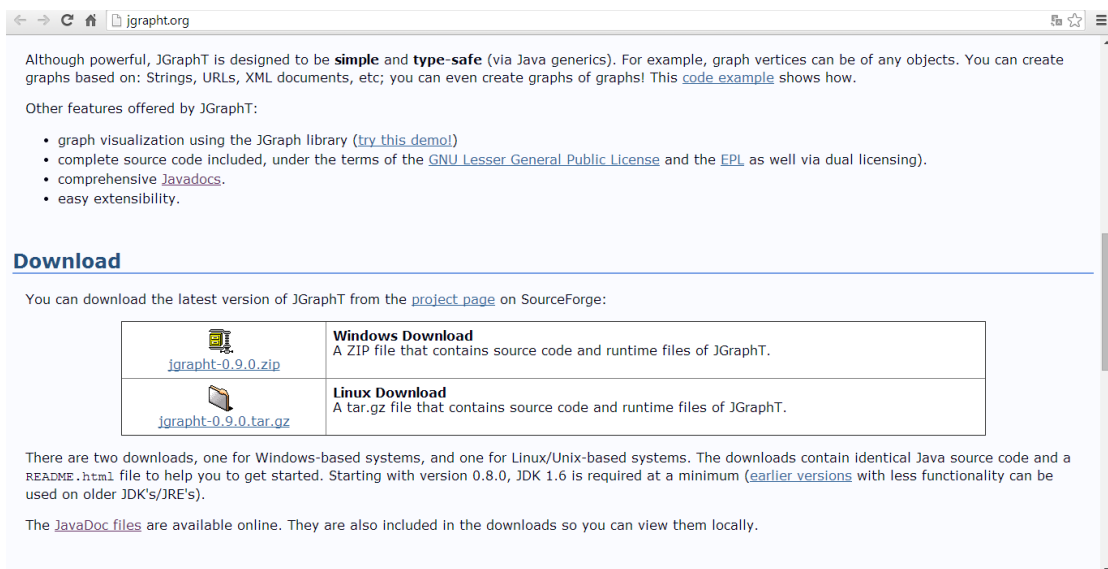 jgrapht.org
Although powerful, JGraphT is designed to be simple and type-safe (via Java generics). For example, graph vertices can be of any objects. You can create
graphs based on: Strings, URLs, XML documents, etc; you can even create graphs of graphs! This code example shows how.
Other features offered by JGraphT:
• graph visualization using the JGraph library (try this demo!)
• complete source code included, under the terms of the GNU Lesser General Public License and the EPL as well via dual licensing).
• comprehensive Javadocs.
• easy extensibility.
Download
You can download the latest version of JGraphT from the project page on SourceForge:
jgrapht-0.9.0.zip
Windows Download
A ZIP file that contains source code and runtime files of JGraphT.
jgrapht-0.9.0.tar.gz
Linux Download
A tar.gz file that contains source code and runtime files of JGraphT.
There are two downloads, one for Windows-based systems, and one for Linux/Unix-based systems. The downloads contain identical Java source code and a
README.html file to help you to get started. Starting with version 0.8.0, JDK 1.6 is required at a minimum (earlier versions with less functionality can be
used on older JDK's/JRE's).
The JavaDoc files are available online. They are also included in the downloads so you can view them locally.